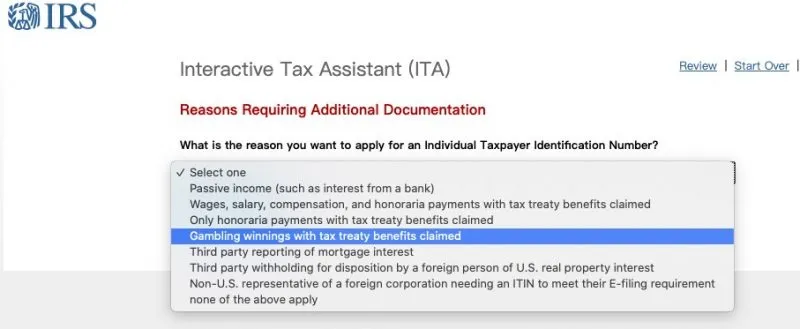 IRS
Interactive Tax Assistant (ITA)
Review | Start Over |
Reasons Requiring Additional Documentation
What is the reason you want to apply for an Individual Taxpayer Identification Number?
✓ Select one
Passive income (such as interest from a bank)
Wages, salary, compensation, and honoraria payments with tax treaty benefits claimed
Only honoraria payments with tax treaty benefits claimed
Gambling winnings with tax treaty benefits claimed
Third party reporting of mortgage interest
Third party withholding for disposition by a foreign person of U.S. real property interest
Non-U.S. representative of a foreign corporation needing an ITIN to meet their E-filing requirement
none of the above apply